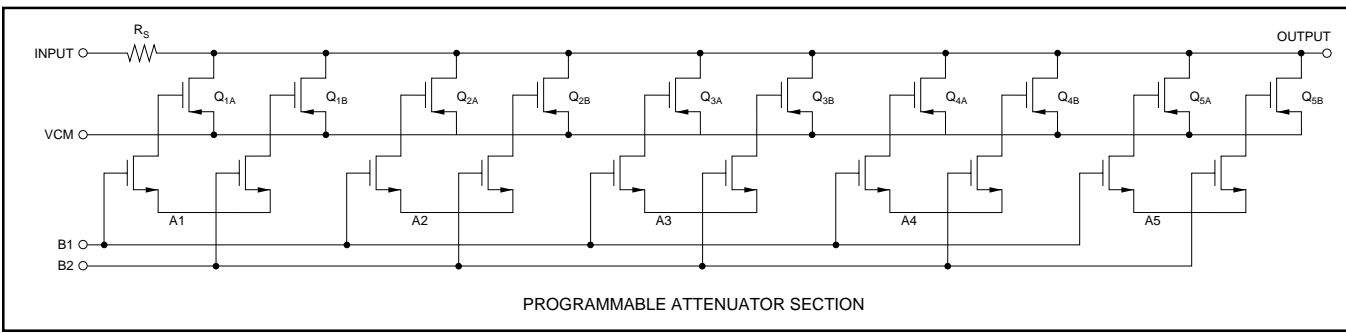 R_S
INPUT
OUTPUT
Q_1A
Q_1B
Q_2A
Q_2B
Q_3A
Q_3B
Q_4A
Q_4B
Q_5A
Q_5B
VCM
A1
A2
A3
A4
A5
B1
B2
PROGRAMMABLE ATTENUATOR SECTION